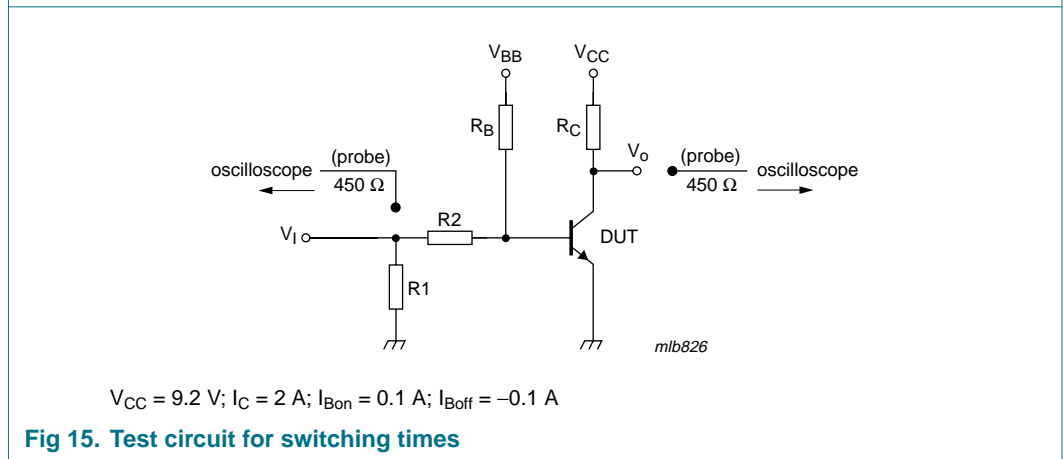 V_BB
V_CC
R_B
R_C
V_o
(probe)
oscilloscope
450 Ω
(probe)
oscilloscope
450 Ω
R2
V_I
DUT
R1
mlb826
V_CC = 9.2 V; I_C = 2 A; I_Bon = 0.1 A; I_Boff = −0.1 A
Fig 15. Test circuit for switching times